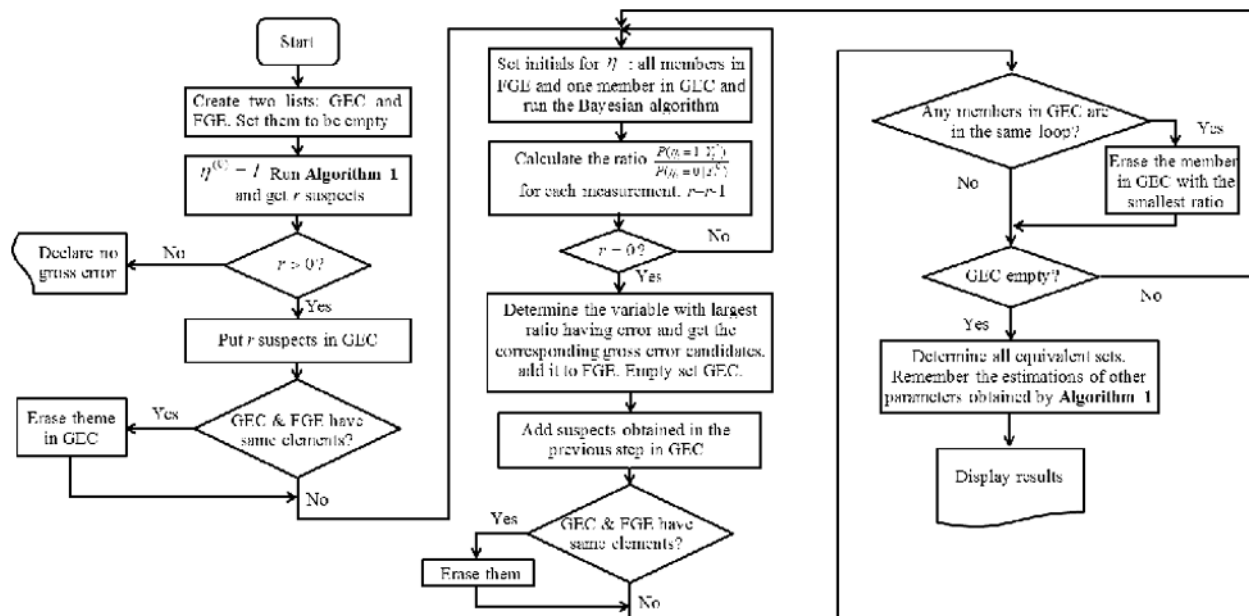 Start
Create two lists: GEC and
FGE. Set them to be empty
Run Algorithm 1
and get r suspects
r > 0?
No
Declare no
gross error
Yes
Put r suspects in GEC
GEC & FGE have
same elements?
Yes
Erase theme
in GEC
No
Set initials for η : all members in
FGE and one member in GEC and
run the Bayesian algorithm
Calculate the ratio
for each measurement. r=r-1
r = 0?
No
Yes
Determine the variable with largest
ratio having error and get the
corresponding gross error candidates,
add it to FGE. Empty set GEC.
Add suspects obtained in the
previous step in GEC
GEC & FGE have
same elements?
Yes
Erase them
No
Any members in GEC are
in the same loop?
Yes
Erase the member
in GEC with the
smallest ratio
No
GEC empty?
No
Yes
Determine all equivalent sets.
Remember the estimations of other
parameters obtained by Algorithm 1
Display results